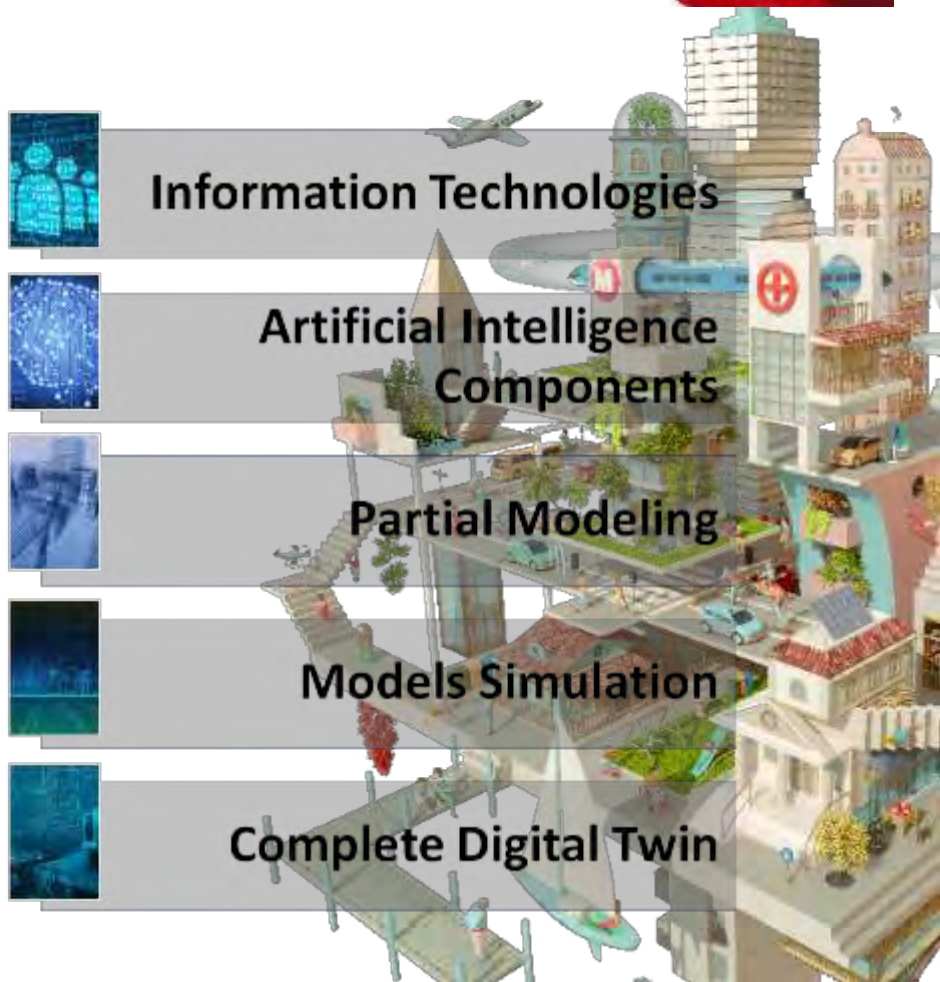 Information Technologies
M
Artificial Intelligence
Components
Partial Modeling
Models Simulation
Complete Digital Twin